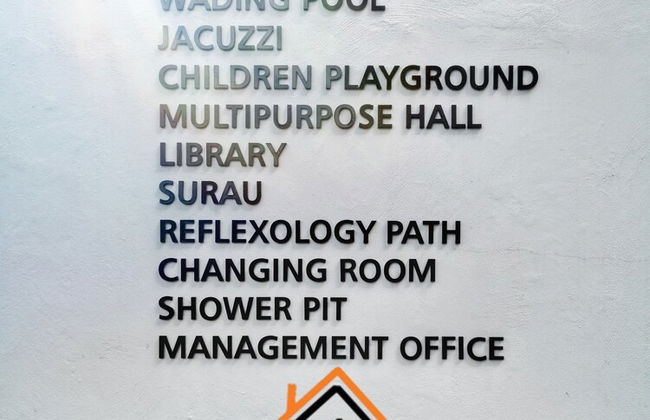 WADING POOL
JACUZZI
CHILDREN PLAYGROUND
MULTIPURPOSE HALL
LIBRARY
SURAU
REFLEXOLOGY PATH
CHANGING ROOM
SHOWER PIT
MANAGEMENT OFFICE